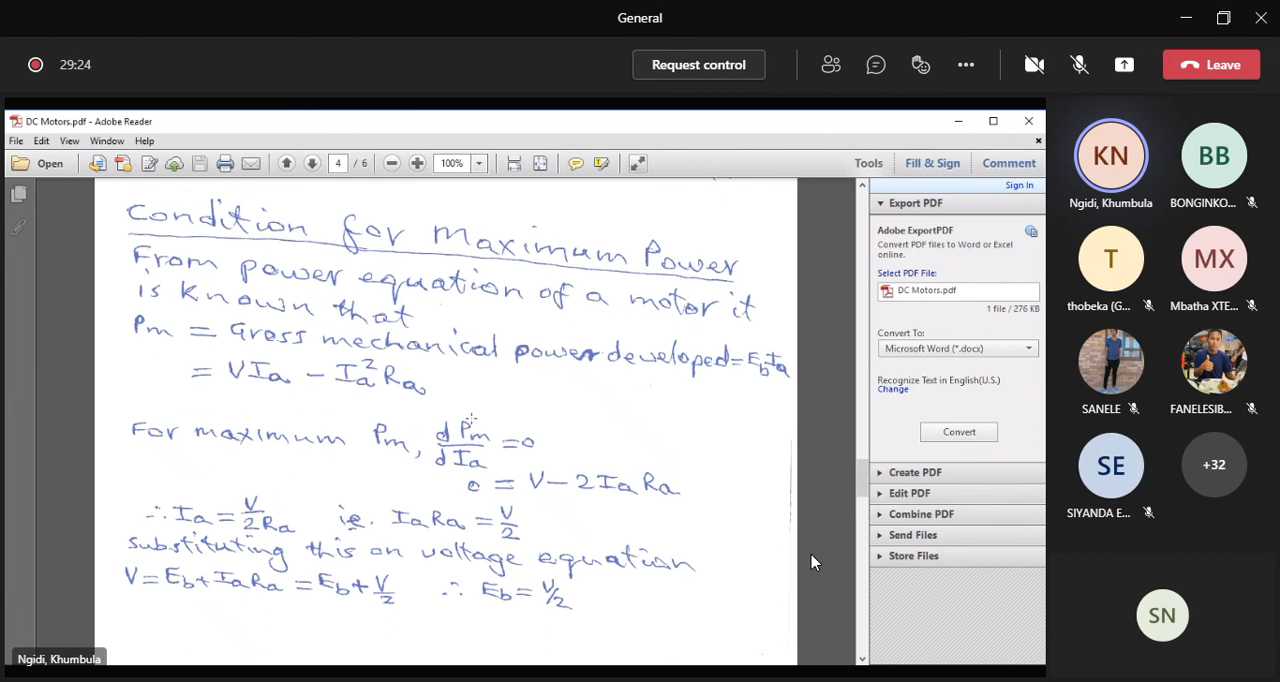 General
29:24
Request control
Leave
DC Motors.pdf - Adobe Reader
File Edit View Window Help
Open 4 / 6 100% Tools Fill & Sign Comment
Sign In
Condition for Maximum Power
From power equation of a motor it
is known that
Pm = Gross mechanical power developed = EbIa
= VIa - Ia²Ra
For maximum Pm, dPm/dIa = 0
0 = V - 2IaRa
∴ Ia = V/2Ra ie. IaRa = V/2
substituting this on voltage equation
V = Eb + IaRa = Eb + V/2 ∴ Eb = V/2
Ngidi, Khumbula
Export PDF
Adobe ExportPDF
Convert PDF files to Word or Excel
online.
Select PDF File:
DC Motors.pdf
1 file / 276 KB
Convert To:
Microsoft Word (*.docx)
Recognize Text in English(U.S.)
Change
Convert
Create PDF
Edit PDF
Combine PDF
Send Files
Store Files
KN
Ngidi, Khumbula
BB
BONGINKO...
T
thobeka (G...
MX
Mbatha XTE...
SANELE
FANELESIB...
SE
SIYANDA E...
+32
SN